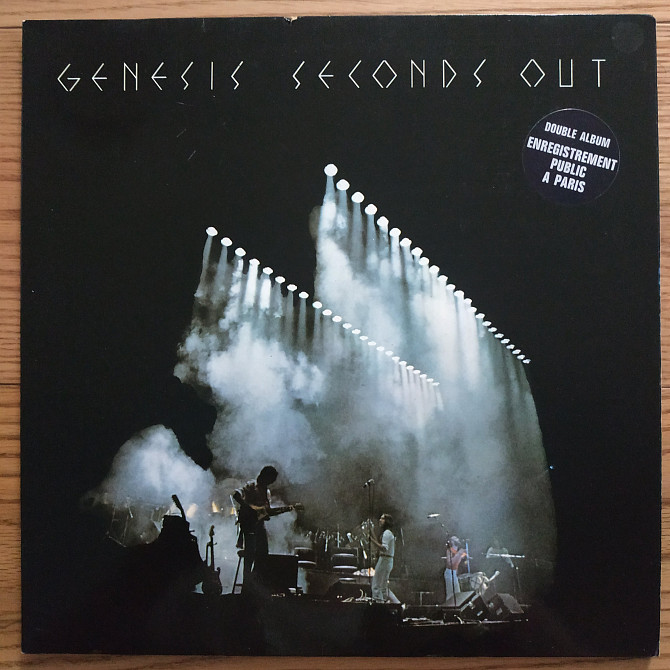 GENESIS SECONDS OUT
DOUBLE ALBUM
ENREGISTREMENT
PUBLIC
A PARIS